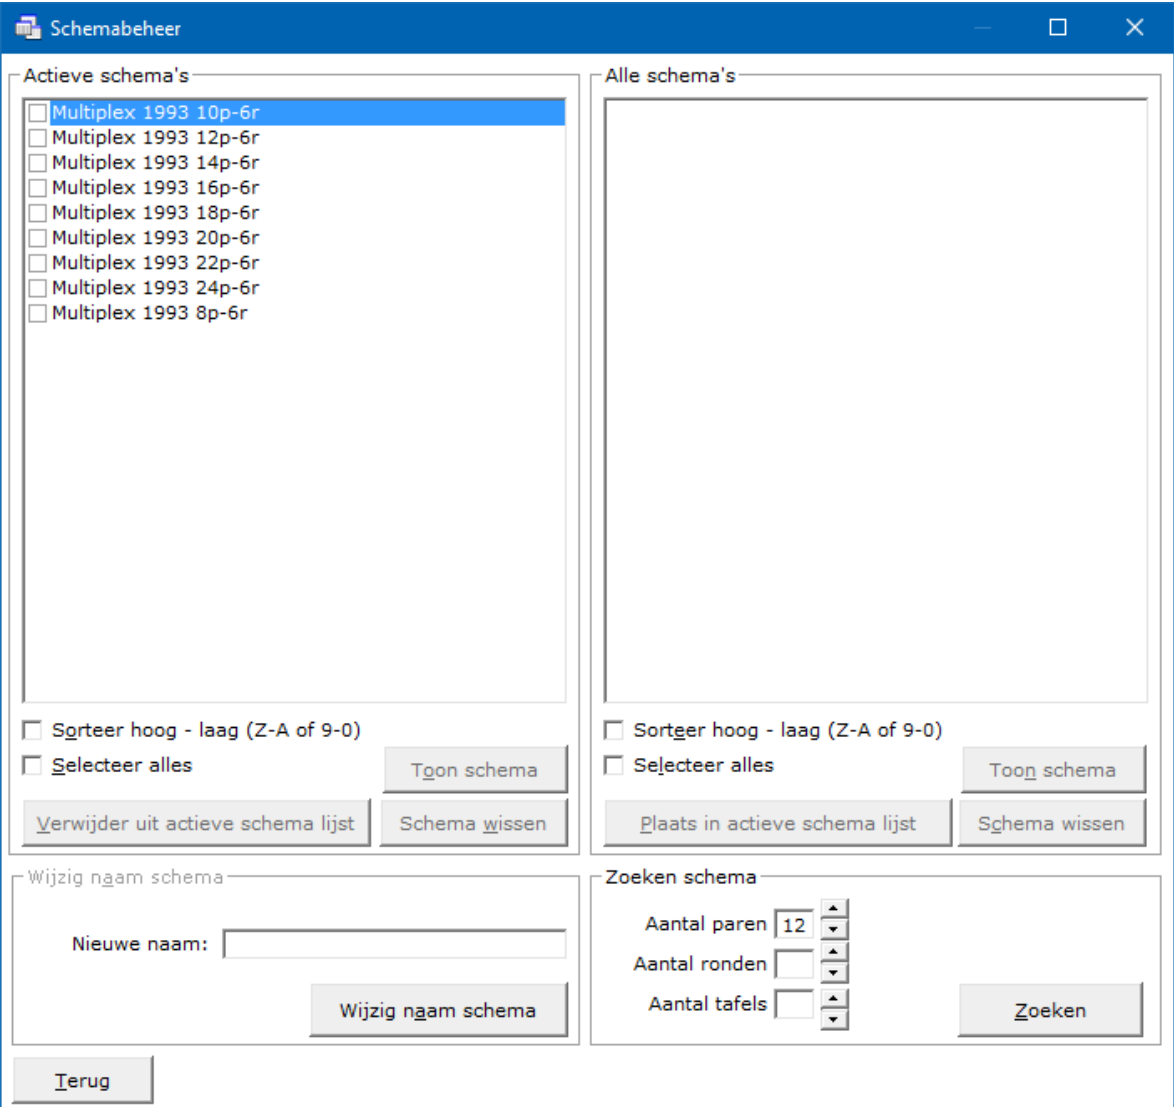 Schemabeheer
Actieve schema's
Multiplex 1993 10p-6r
Multiplex 1993 12p-6r
Multiplex 1993 14p-6r
Multiplex 1993 16p-6r
Multiplex 1993 18p-6r
Multiplex 1993 20p-6r
Multiplex 1993 22p-6r
Multiplex 1993 24p-6r
Multiplex 1993 8p-6r
Sorteer hoog - laag (Z-A of 9-0)
Selecteer alles
Toon schema
Verwijder uit actieve schema lijst
Schema wissen
Alle schema's
Sorteer hoog - laag (Z-A of 9-0)
Selecteer alles
Toon schema
Plaats in actieve schema lijst
Schema wissen
Wijzig naam schema
Nieuwe naam:
Wijzig naam schema
Zoeken schema
Aantal paren 12
Aantal ronden
Aantal tafels
Zoeken
Terug